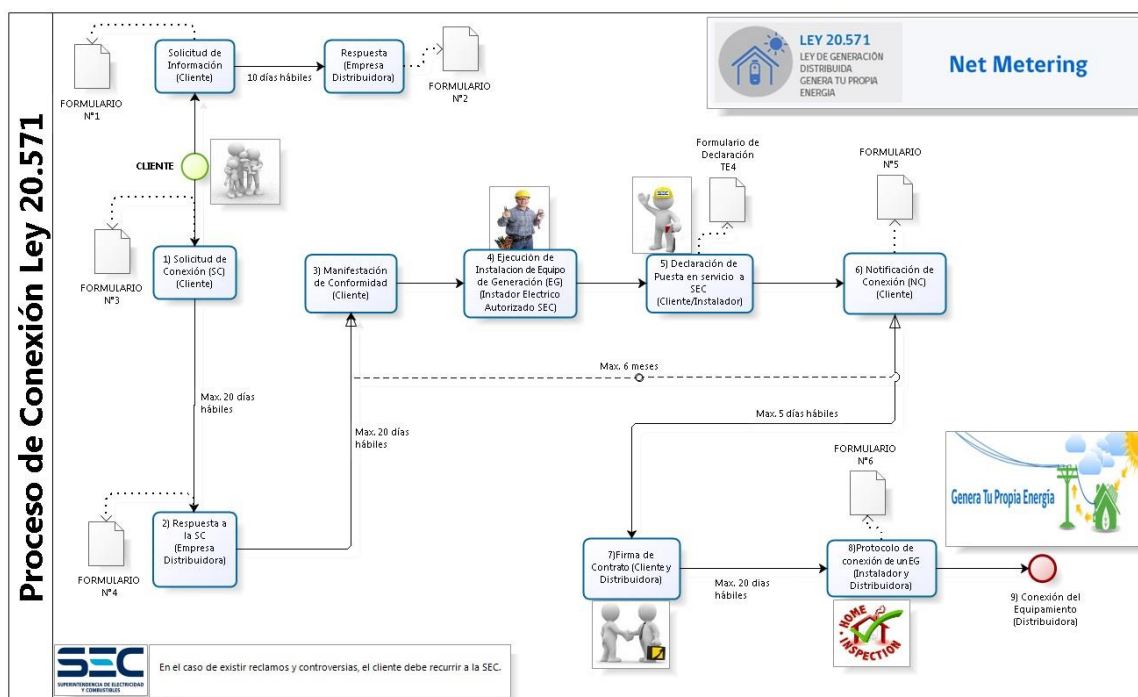 Proceso de Conexión Ley 20.571
Solicitud de
Información
(Cliente)
10 días hábiles
Respuesta
(Empresa
Distribuidora)
FORMULARIO
N°1
FORMULARIO
N°2
LEY 20.571
LEY DE GENERACIÓN
DISTRIBUIDA
GENERA TU PROPIA
ENERGIA
Net Metering
CLIENTE
FORMULARIO
N°3
1) Solicitud de
Conexión (SC)
(Cliente)
3) Manifestación
de Conformidad
(Cliente)
4) Ejecución de
Instalacion de Equipo
de Generación (EG)
(Instador Electrico
Autorizado SEC)
Formulario de
Declaración
TE4
5) Declaración de
Puesta en servicio a
SEC
(Cliente/Instalador)
FORMULARIO
N°5
6) Notificación de
Conexión (NC)
(Cliente)
Max. 6 meses
Max. 20 días
hábiles
Max. 20 días
hábiles
Max. 5 días hábiles
FORMULARIO
N°4
2) Respuesta a
la SC
(Empresa
Distribuidora)
7)Firma de
Contrato (Cliente y
Distribuidora)
Max. 20 dias
hábiles
FORMULARIO
N°6
8)Protocolo de
conexión de un EG
(Instalador y
Distribuidora)
HOME
INSPECTION
Genera Tu Propia Energía
9) Conexión del
Equipamiento
(Distribuidora)
SEC
SUPERINTENDENCIA DE ELECTRICIDAD
Y COMBUSTIBLES
En el caso de existir reclamos y controversias, el cliente debe recurrir a la SEC.